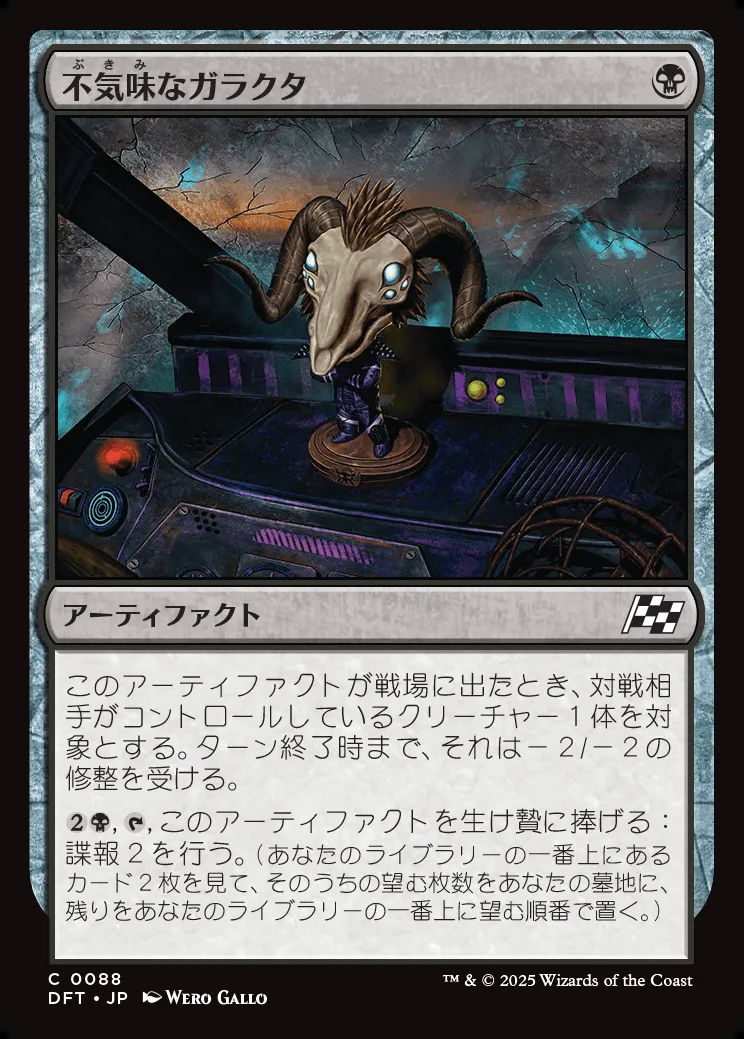 ぶきみ
不気味なガラクタ
アーティファクト
このアーティファクトが戦場に出たとき、対戦相
手がコントロールしているクリーチャー１体を対
象とする。ターン終了時まで、それは－２/－２の
修整を受ける。
2, , このアーティファクトを生け贄に捧げる：
諜報２を行う。（あなたのライブラリーの一番上にある
カード２枚を見て、そのうちの望む枚数をあなたの墓地に、
残りをあなたのライブラリーの一番上に望む順番で置く。）
C 0088
DFT • JP Wero Gallo
™ & © 2025 Wizards of the Coast